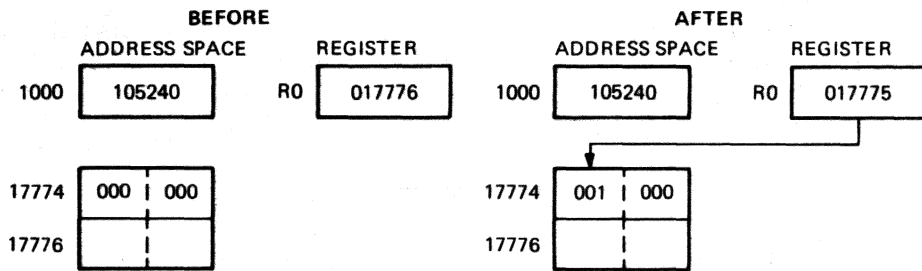 BEFORE AFTER
ADDRESS SPACE REGISTER ADDRESS SPACE REGISTER
1000 105240 R0 017776 1000 105240 R0 017775
17774 000 000 17774 001 000
17776 17776